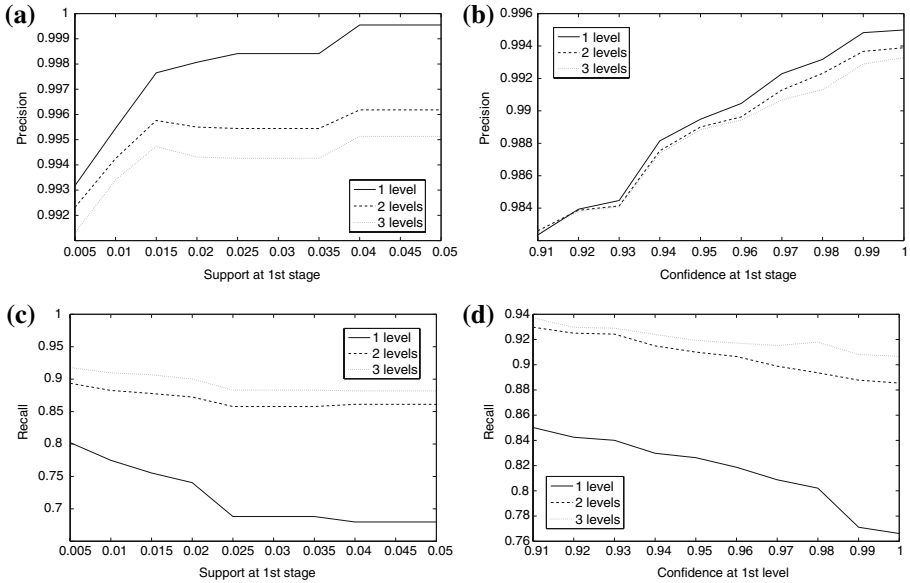 (a)
1
0.999
0.998
0.997
0.996
0.995
0.994
0.993
0.992
Precision
0.005 0.01 0.015 0.02 0.025 0.03 0.035 0.04 0.045 0.05
Support at 1st stage
1 level
2 levels
3 levels
(b)
0.996
0.994
0.992
0.99
0.988
0.986
0.984
Precision
0.91 0.92 0.93 0.94 0.95 0.96 0.97 0.98 0.99 1
Confidence at 1st stage
1 level
2 levels
3 levels
(c)
1
0.95
0.9
0.85
0.8
0.75
0.7
Recall
0.005 0.01 0.015 0.02 0.025 0.03 0.035 0.04 0.045 0.05
Support at 1st stage
1 level
2 levels
3 levels
(d)
0.94
0.92
0.9
0.88
0.86
0.84
0.82
0.8
0.78
0.76
Recall
0.91 0.92 0.93 0.94 0.95 0.96 0.97 0.98 0.99 1
Confidence at 1st level
1 level
2 levels
3 levels